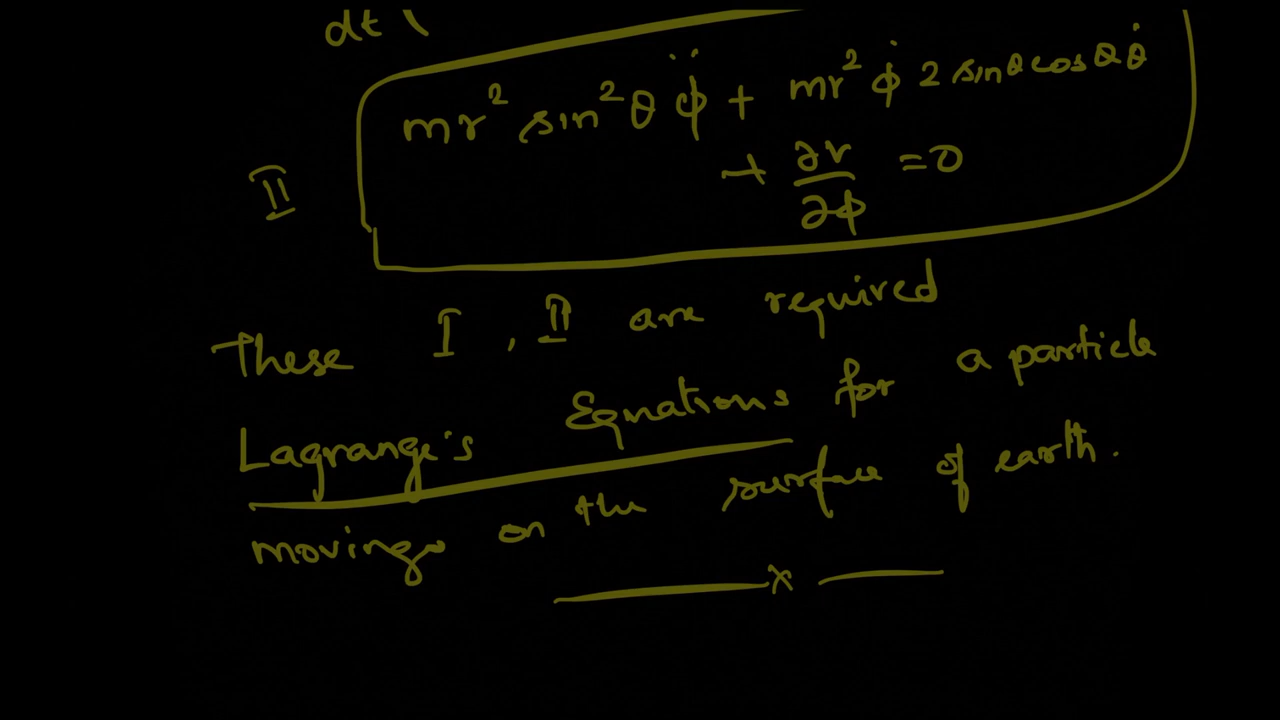 dt (
mr² sin²θ φ̈ + mr² φ̇ 2 sinθ cosθ θ̇
II + ∂V/∂φ = 0
These I , II are required
Lagrange's Equations for a particle
moving on the surface of earth.
x